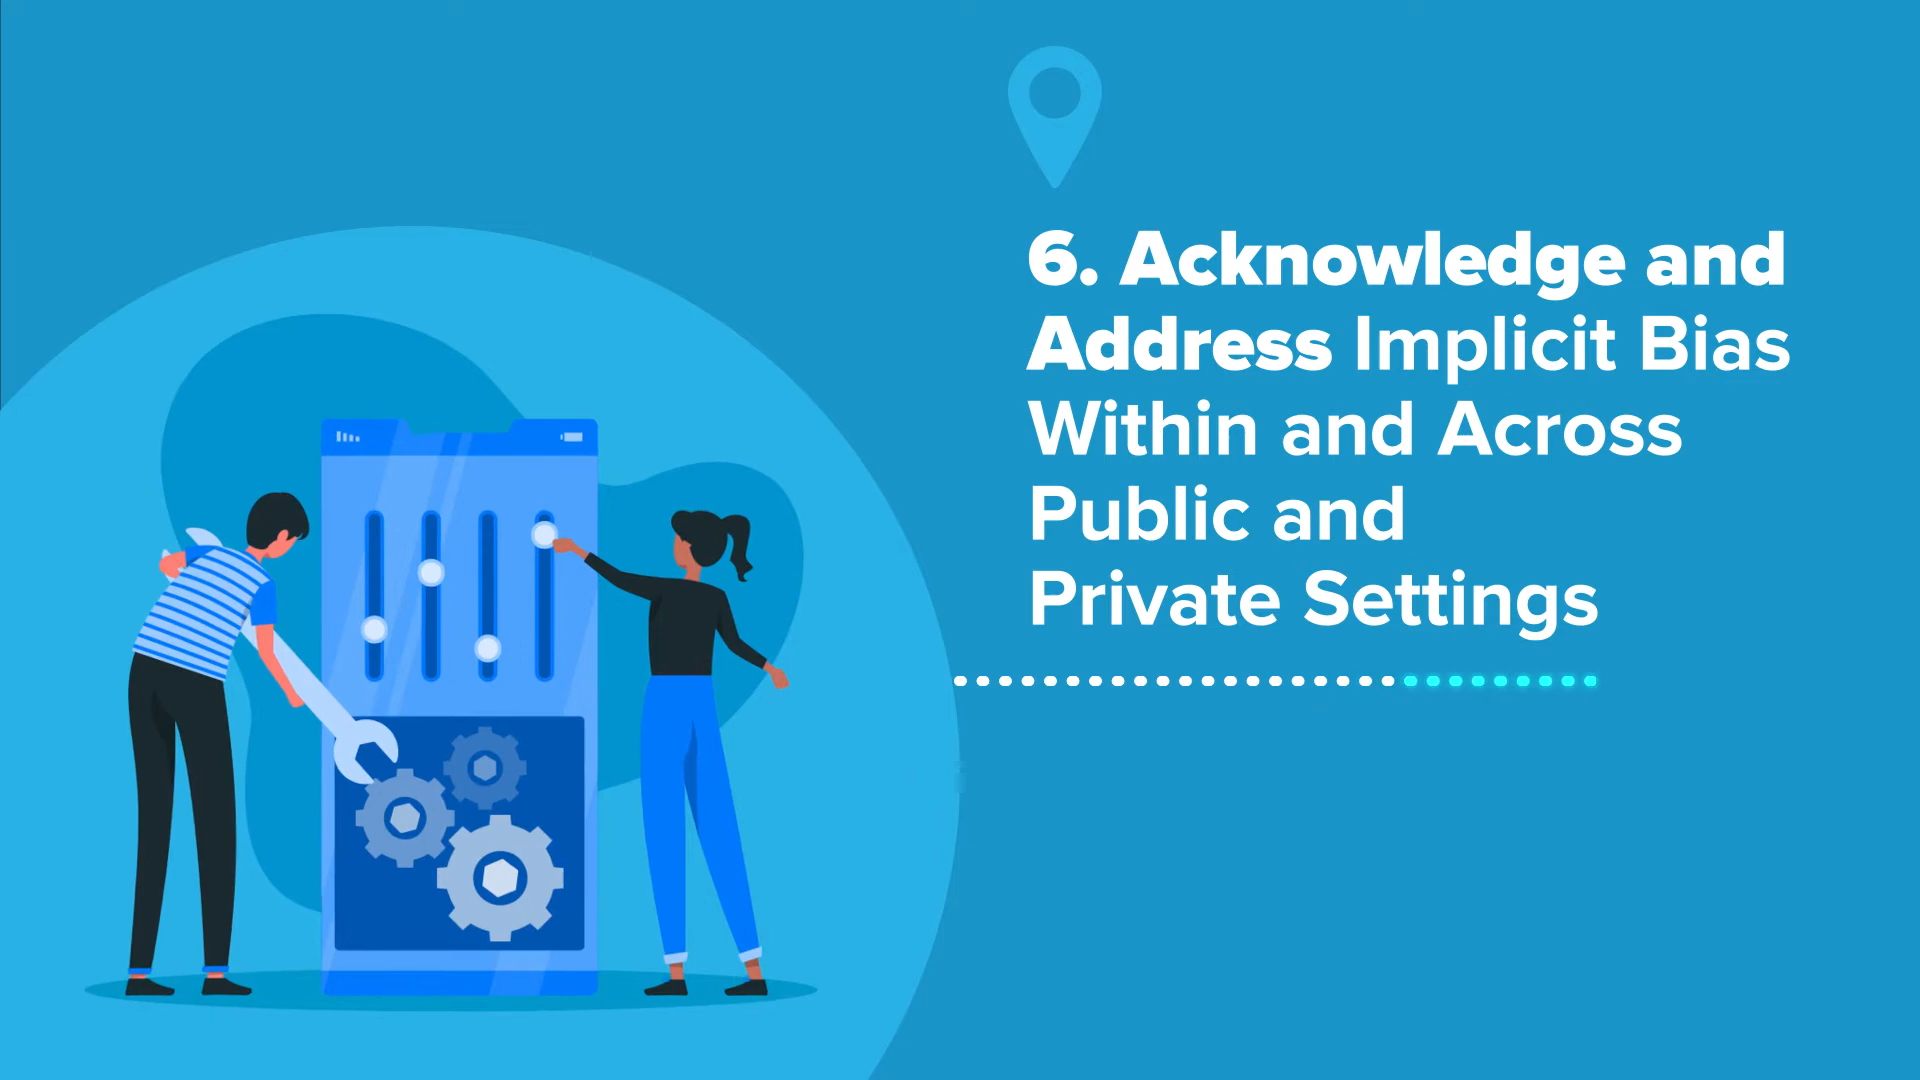 6. Acknowledge and
Address Implicit Bias
Within and Across
Public and
Private Settings